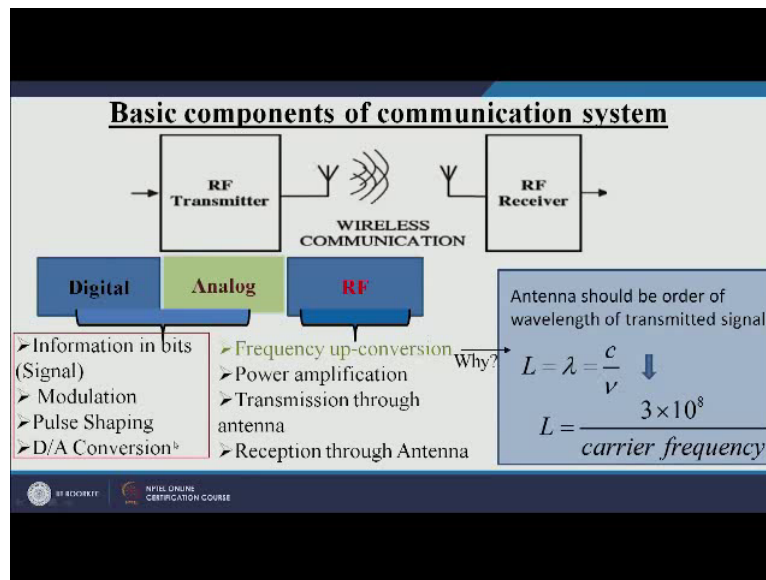 Basic components of communication system
RF
Transmitter
RF
Receiver
WIRELESS
COMMUNICATION
Digital
Analog
RF
➢Information in bits
(Signal)
➢ Modulation
➢Pulse Shaping
➢D/A Conversion
➢Frequency up-conversion
➢Power amplification
➢Transmission through
antenna
➢Reception through Antenna
Why?
Antenna should be order of
wavelength of transmitted signal
L = λ = c/ν
L = 3×10⁸/carrier frequency
IIT ROORKEE
NPTEL ONLINE
CERTIFICATION COURSE